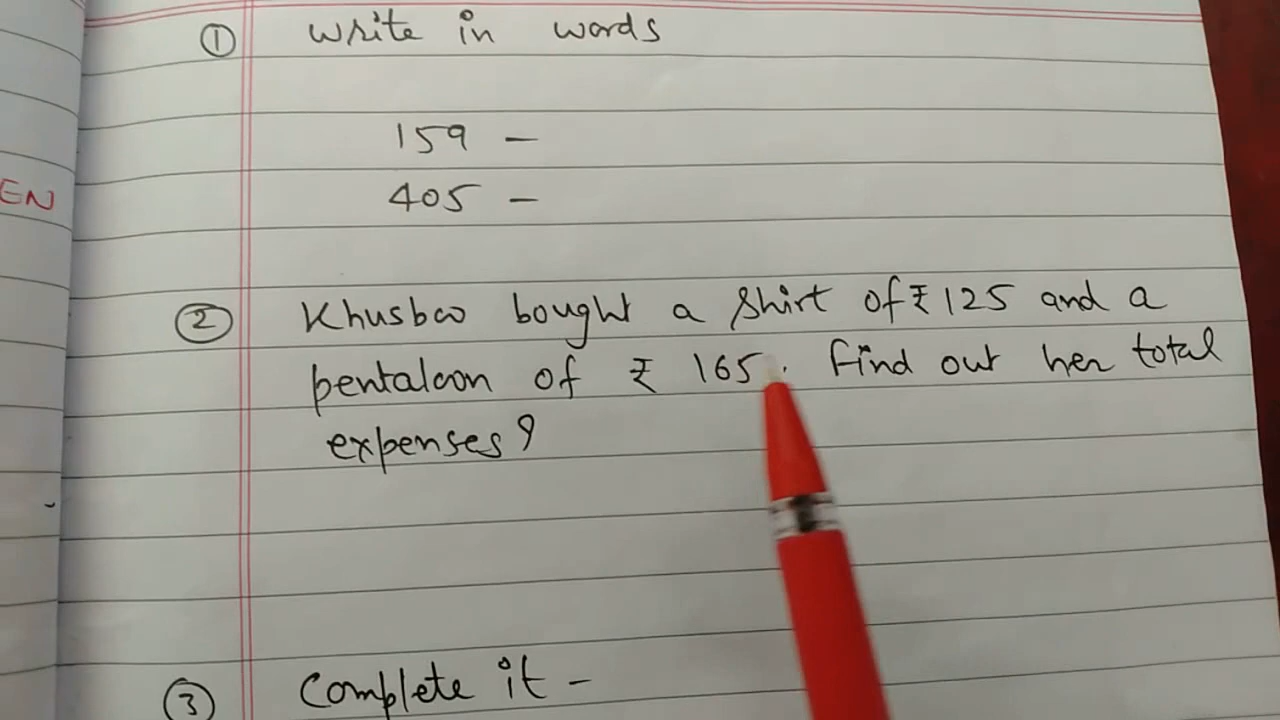 ① Write in words
159 –
405 –
EN
② Khusboo bought a Shirt of ₹ 125 and a
pentaloon of ₹ 165. Find out her total
expenses?
③ Complete it –